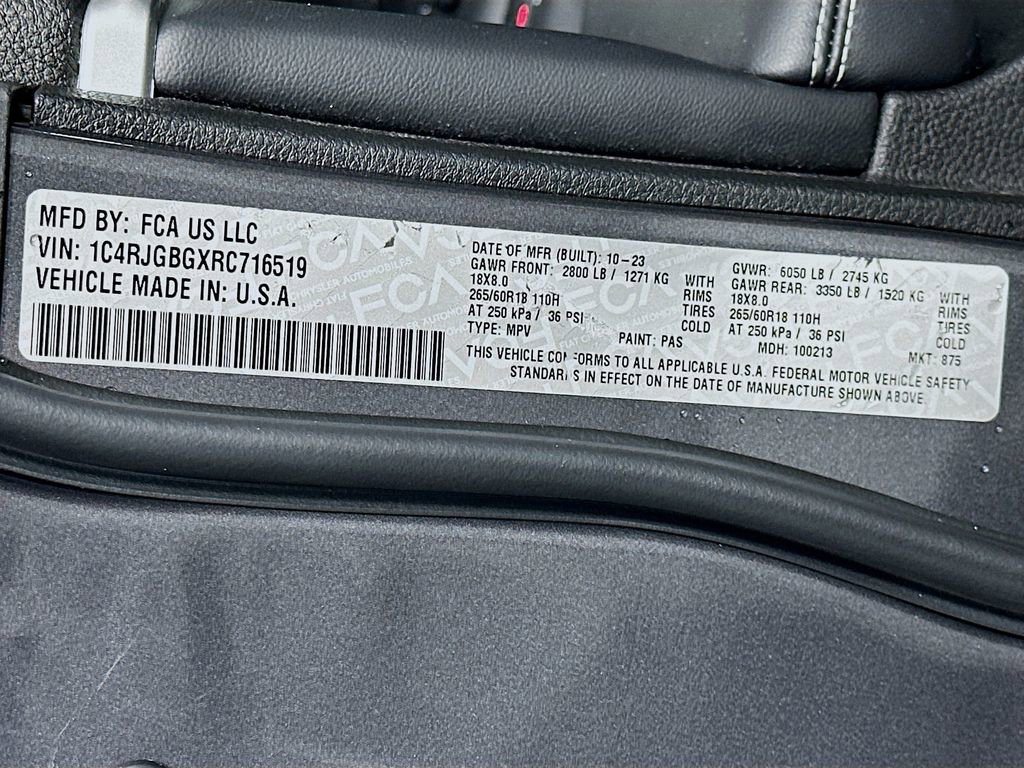 MFD BY: FCA US LLC
VIN: 1C4RJGBGXRC716519
VEHICLE MADE IN: U.S.A.
DATE OF MFR (BUILT): 10-23
GAWR FRONT: 2800 LB / 1271 KG WITH
18X8.0 RIMS
265/60R18 110H TIRES
AT 250 kPa / 36 PSI COLD
TYPE: MPV PAINT: PAS
GVWR: 6050 LB / 2745 KG
GAWR REAR: 3350 LB / 1520 KG WITH
18X8.0 RIMS
265/60R18 110H TIRES
AT 250 kPa / 36 PSI COLD
MDH: 100213 MKT: 875
THIS VEHICLE CONFORMS TO ALL APPLICABLE U.S.A. FEDERAL MOTOR VEHICLE SAFETY
STANDARDS IN EFFECT ON THE DATE OF MANUFACTURE SHOWN ABOVE.